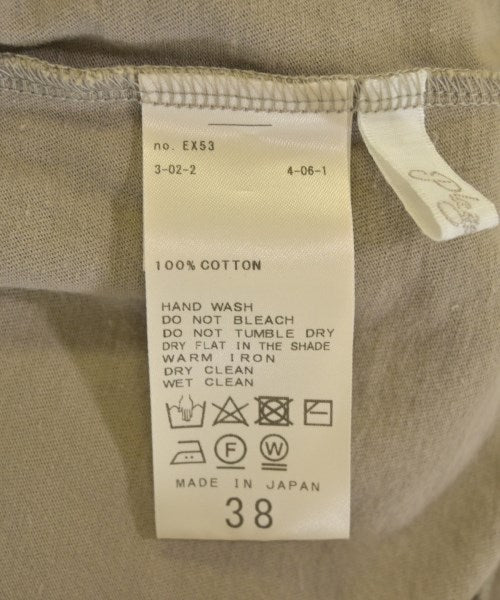 no. EX53
3-02-2 4-06-1
100% COTTON
HAND WASH
DO NOT BLEACH
DO NOT TUMBLE DRY
DRY FLAT IN THE SHADE
WARM IRON
DRY CLEAN
WET CLEAN
F W
MADE IN JAPAN
38